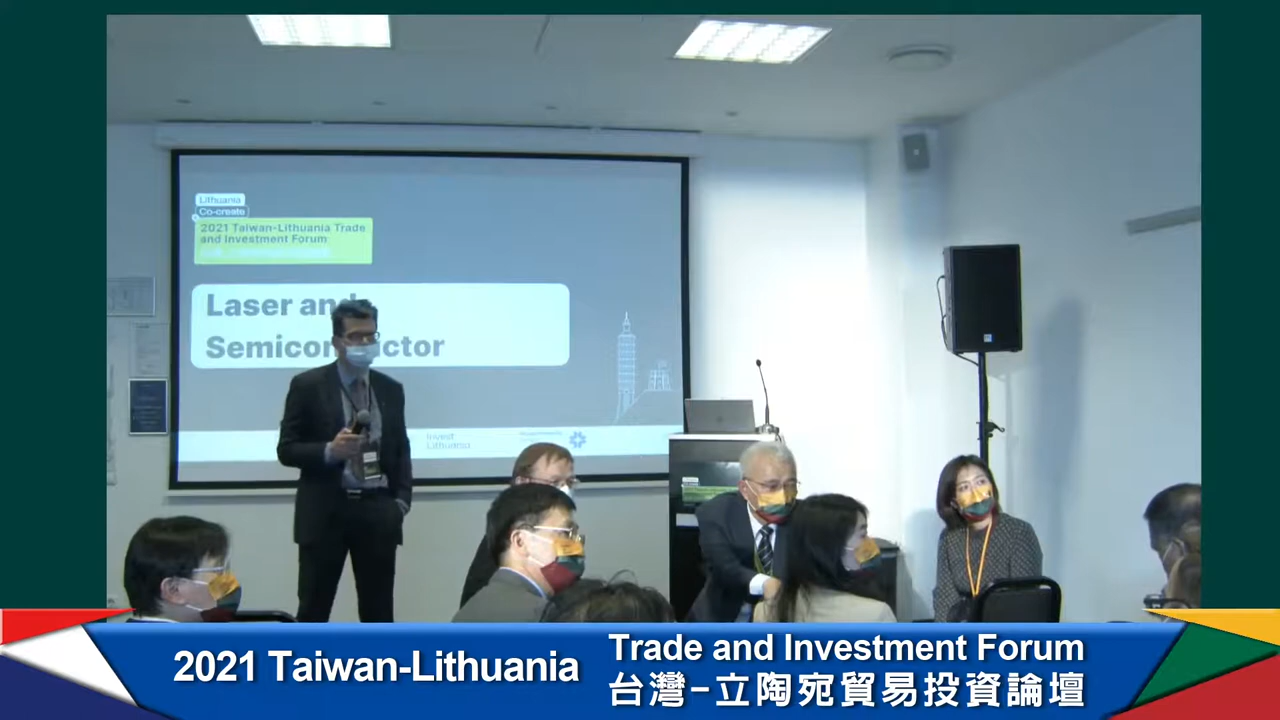 Lithuania
Co-create
2021 Taiwan-Lithuania Trade
and Investment Forum
Laser and
Semiconductor
Invest
Lithuania
2021 Taiwan-Lithuania
Trade and Investment Forum
台灣-立陶宛貿易投資論壇